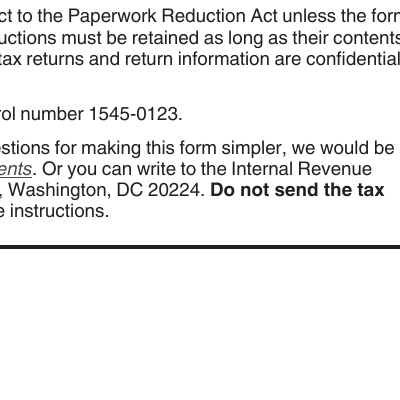 ct to the Paperwork Reduction Act unless the form
uctions must be retained as long as their contents
tax returns and return information are confidential
rol number 1545-0123.
estions for making this form simpler, we would be
ents. Or you can write to the Internal Revenue
, Washington, DC 20224. Do not send the tax
e instructions.